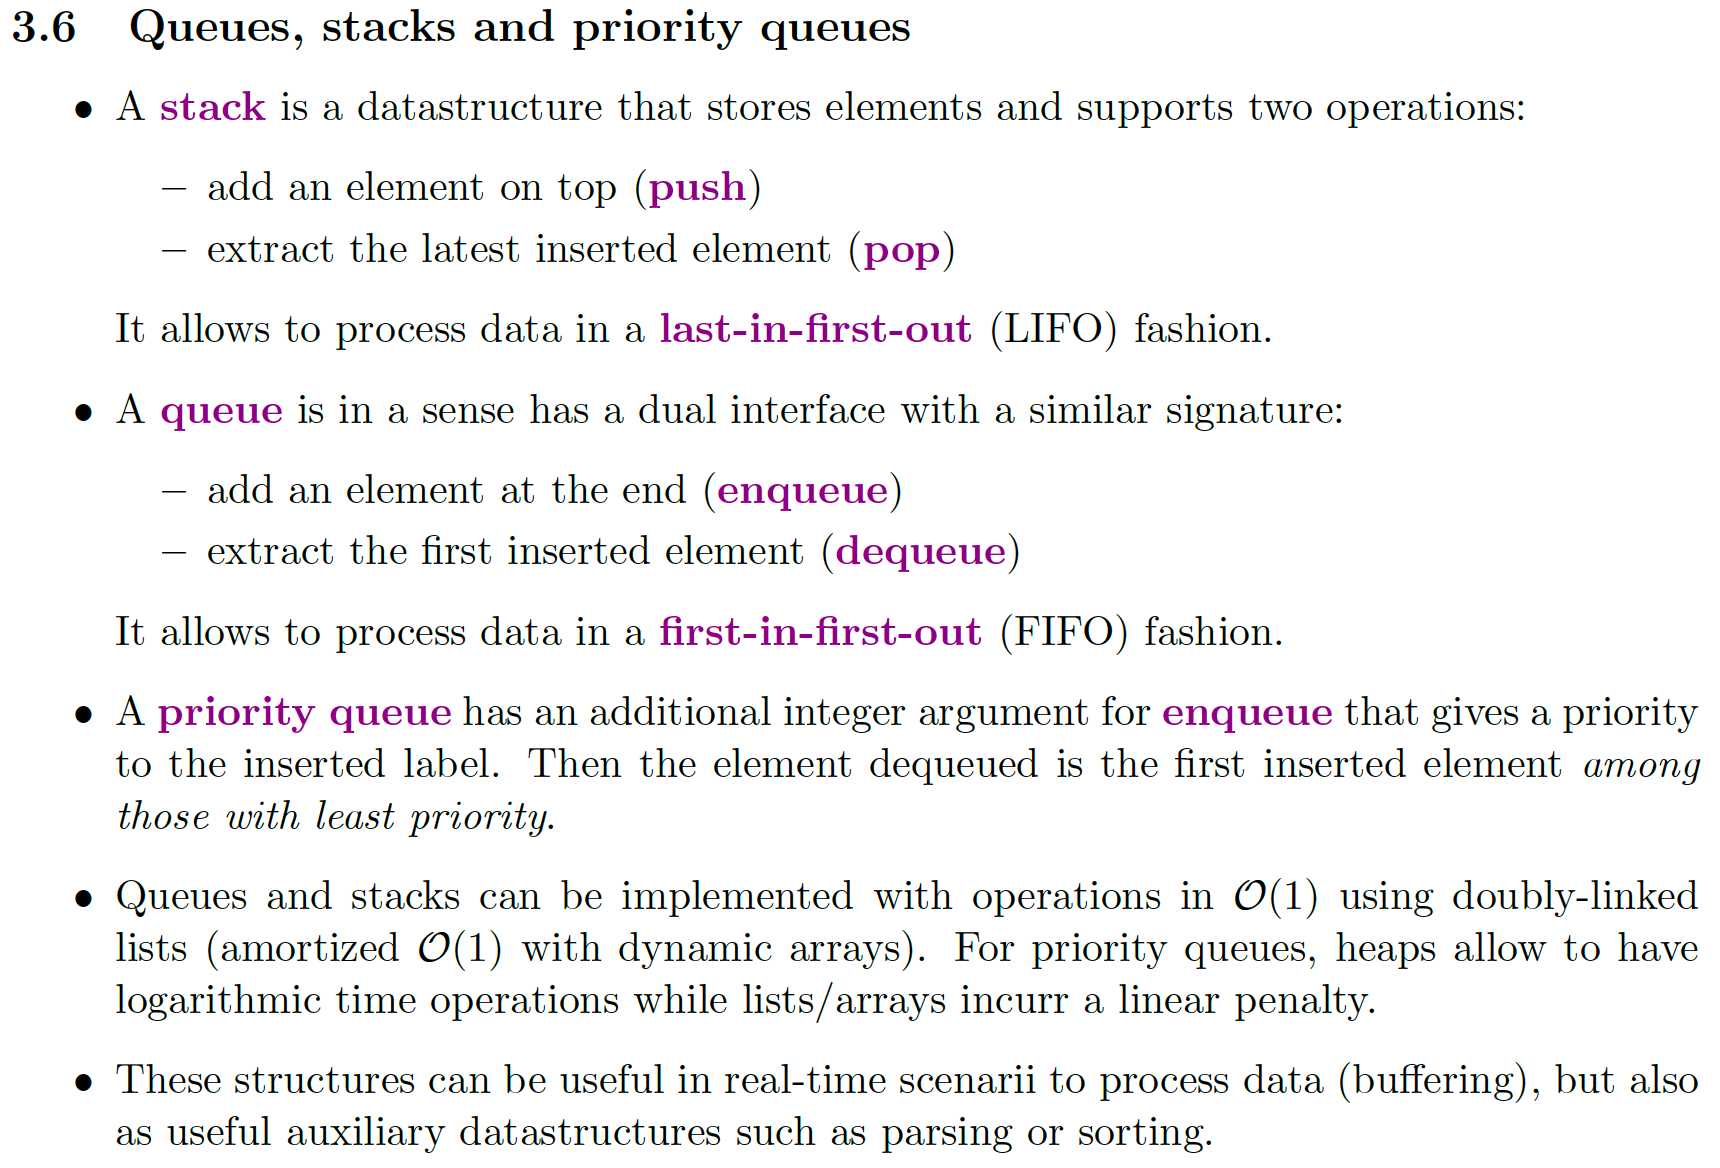 3.6 Queues, stacks and priority queues
• A stack is a datastructure that stores elements and supports two operations:
– add an element on top (push)
– extract the latest inserted element (pop)
It allows to process data in a last-in-first-out (LIFO) fashion.
• A queue is in a sense has a dual interface with a similar signature:
– add an element at the end (enqueue)
– extract the first inserted element (dequeue)
It allows to process data in a first-in-first-out (FIFO) fashion.
• A priority queue has an additional integer argument for enqueue that gives a priority
to the inserted label. Then the element dequeued is the first inserted element among
those with least priority.
• Queues and stacks can be implemented with operations in O(1) using doubly-linked
lists (amortized O(1) with dynamic arrays). For priority queues, heaps allow to have
logarithmic time operations while lists/arrays incurr a linear penalty.
• These structures can be useful in real-time scenarii to process data (buffering), but also
as useful auxiliary datastructures such as parsing or sorting.